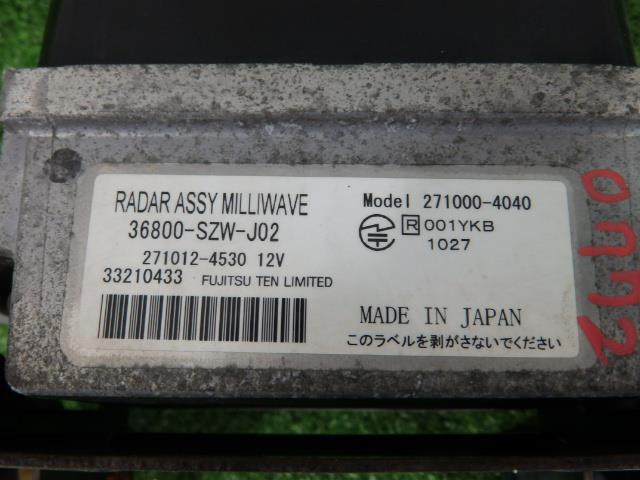 RADAR ASSY MILLIWAVE
36800-SZW-J02
271012-4530 12V
33210433 FUJITSU TEN LIMITED
Model 271000-4040
R 001YKB
1027
MADE IN JAPAN
このラベルを剥がさないでください